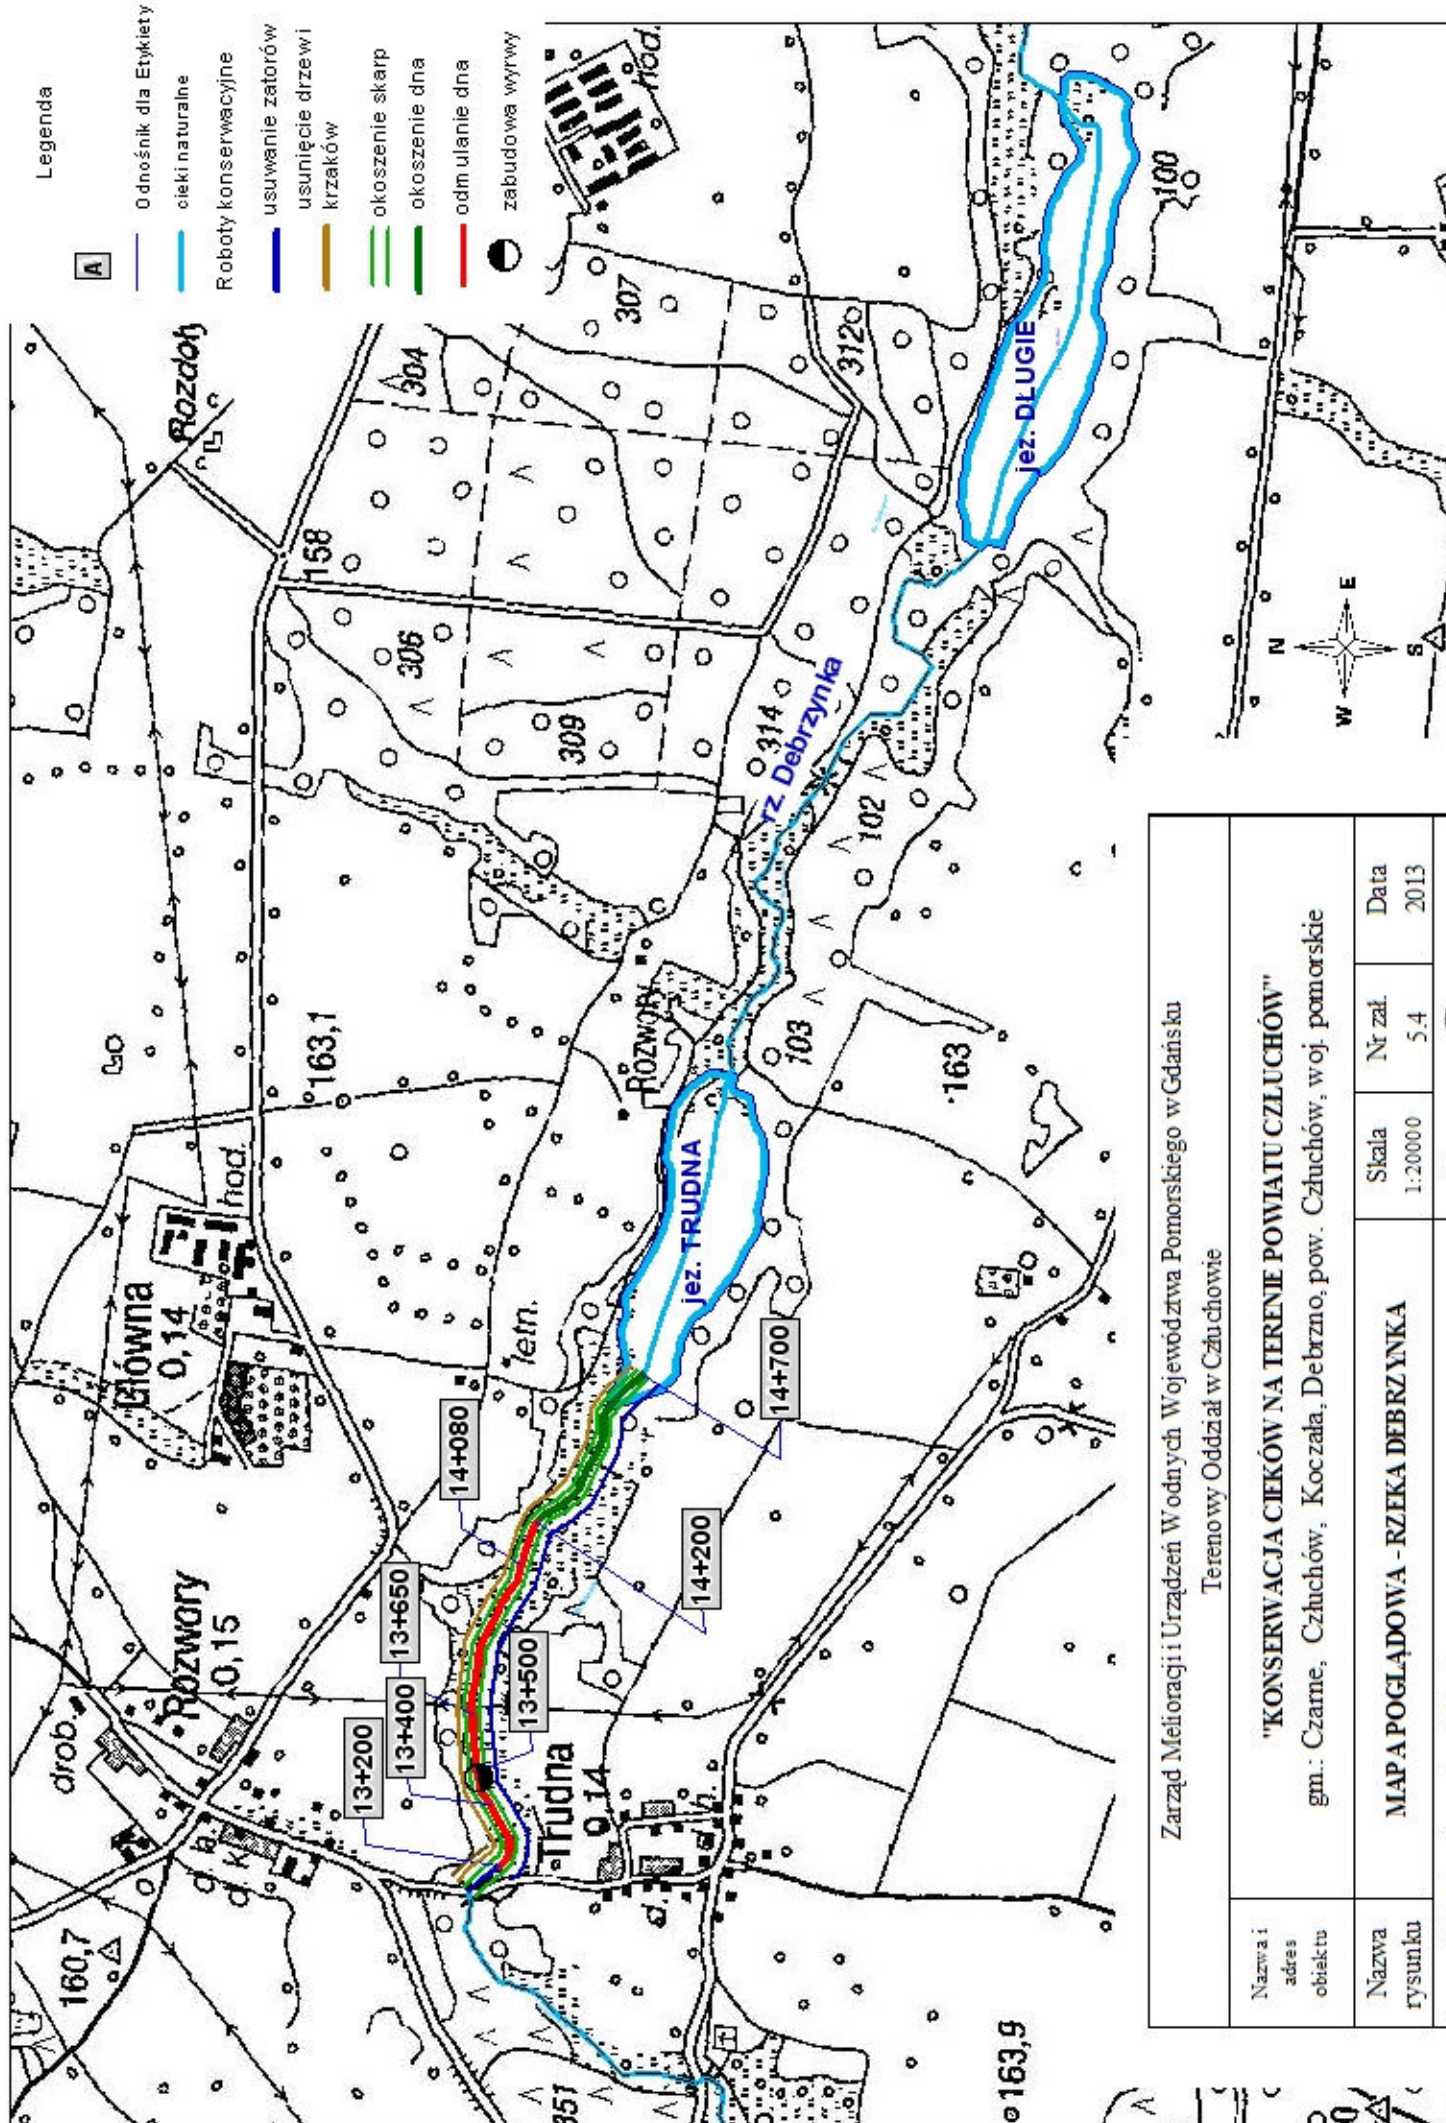 Legenda
A
Odnośnik dla Etykiety
cieki naturalne
Roboty konserwacyjne
usuwanie zatorów
usunięcie drzew i
krzaków
okoszenie skarp
okoszenie dna
odmulanie dna
zabudowa wyrwy
160,7
drob.
Rozwory
0,15
Główna
0,14
hod.
163,1
158
306
309
304
307
312
314
hod.
d. k.
letn.
Rozwory
13+200
13+400
13+650
14+080
13+500
14+200
14+700
Trudna
0,14
d.
jez. TRUDNA
rz. Debrzynka
jez. DŁUGIE
103
102
100
163
351
163,9
N
W
E
S
Zarząd Melioracji i Urządzeń Wodnych Województwa Pomorskiego w Gdańsku
Terenowy Oddział w Człuchowie
Nazwa i
adres
obiektu
"KONSERWACJA CIEKÓW NA TERENIE POWIATU CZŁUCHÓW"
gm.: Czarne, Człuchów, Koczała, Debrzno, pow. Człuchów, woj. pomorskie
Nazwa
rysunku
MAPA POGLĄDOWA - RZEKA DEBRZYNKA
Skala
1:20000
Nr zał.
5.4
Data
2013